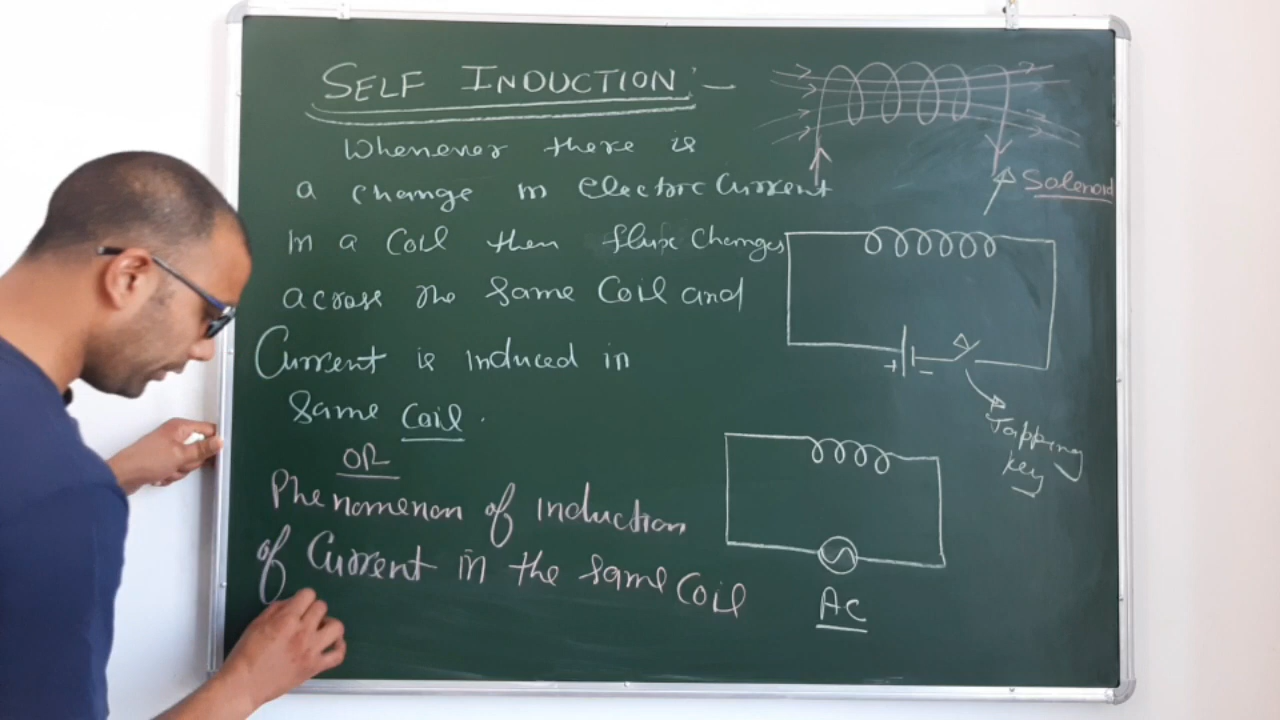 SELF INDUCTION :-
Whenever there is
a change in electric Current
in a Coil then flux Changes
across the same Coil and
Current is induced in
same Coil.
OR
Phenomenon of induction
of Current in the same Coil
Solenoid
+ -
Tapping
key
AC